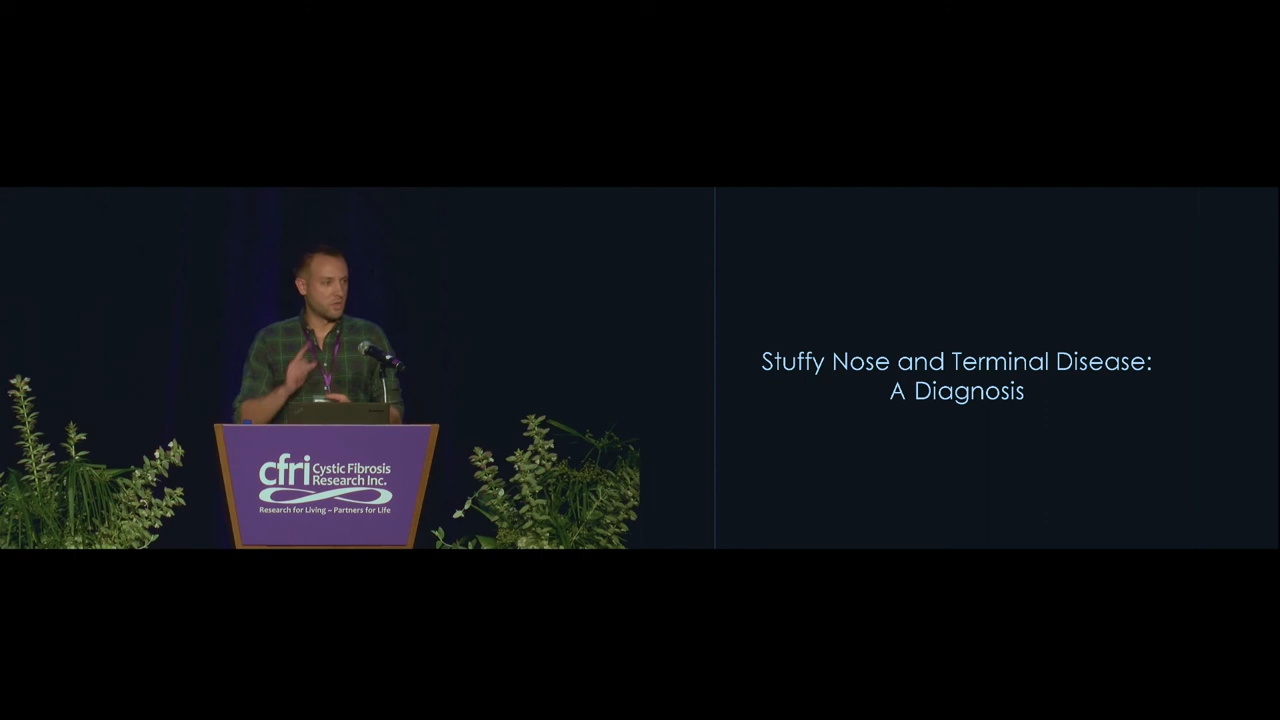 cfri Cystic Fibrosis
Research Inc.
Research for Living ~ Partners for Life
Stuffy Nose and Terminal Disease:
A Diagnosis